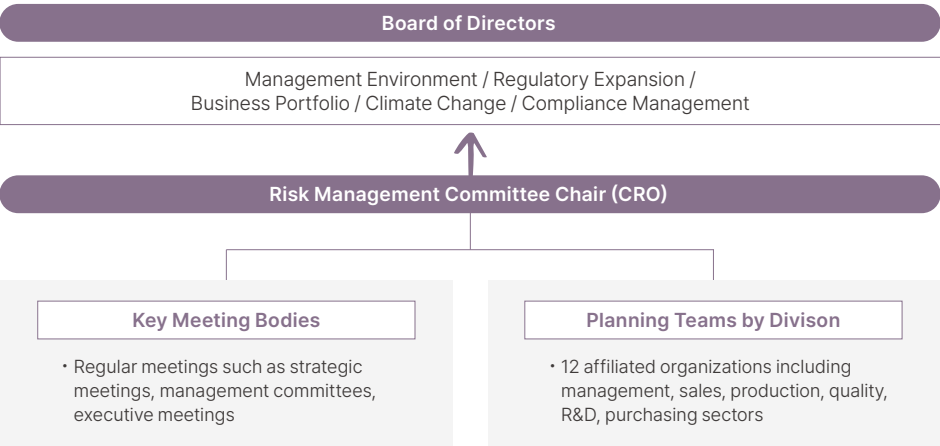 Board of Directors
Management Environment / Regulatory Expansion /
Business Portfolio / Climate Change / Compliance Management
Risk Management Committee Chair (CRO)
Key Meeting Bodies
・Regular meetings such as strategic
meetings, management committees,
executive meetings
Planning Teams by Divison
・12 affiliated organizations including
management, sales, production, quality,
R&D, purchasing sectors